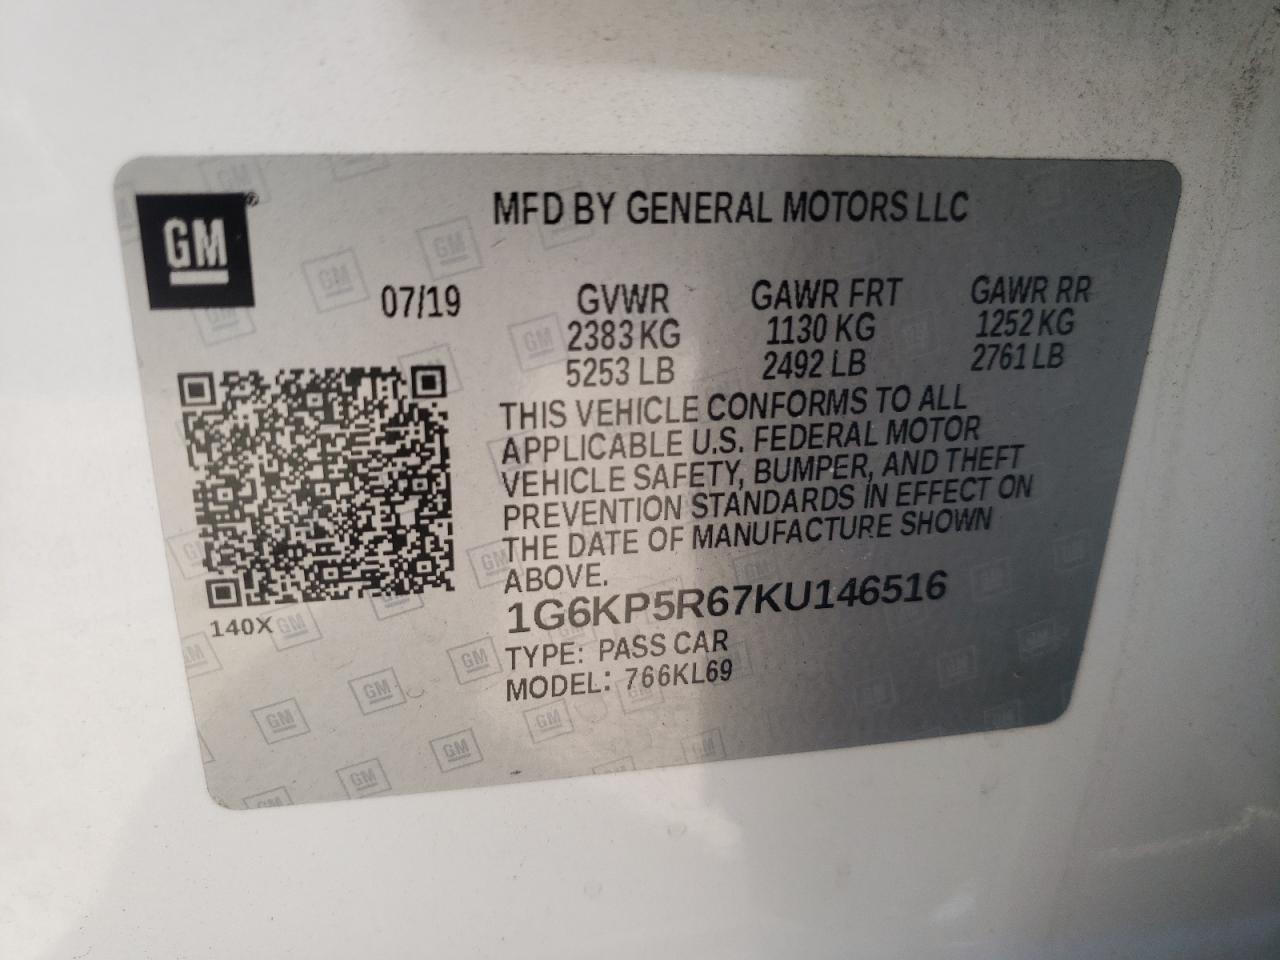 GM
MFD BY GENERAL MOTORS LLC
07/19
GVWR GAWR FRT GAWR RR
2383 KG 1130 KG 1252 KG
5253 LB 2492 LB 2761 LB
THIS VEHICLE CONFORMS TO ALL
APPLICABLE U.S. FEDERAL MOTOR
VEHICLE SAFETY, BUMPER, AND THEFT
PREVENTION STANDARDS IN EFFECT ON
THE DATE OF MANUFACTURE SHOWN
ABOVE.
1G6KP5R67KU146516
140X
TYPE: PASS CAR
MODEL: 766KL69